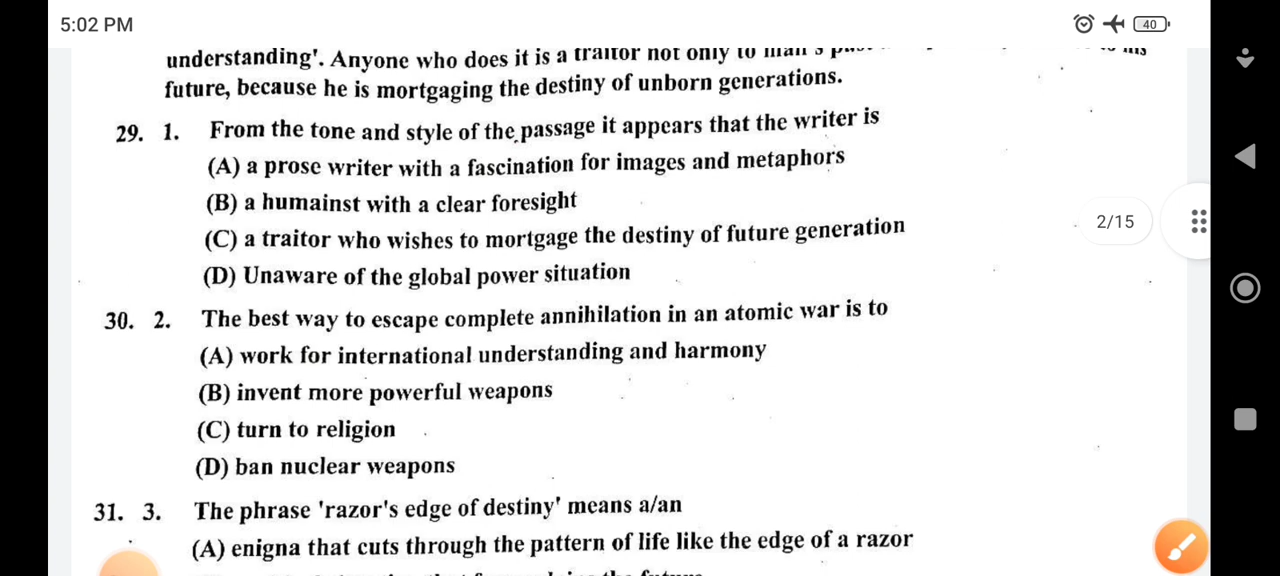 5:02 PM
40
understanding'. Anyone who does it is a traitor not only to man's
future, because he is mortgaging the destiny of unborn generations.
29. 1. From the tone and style of the passage it appears that the writer is
(A) a prose writer with a fascination for images and metaphors
(B) a humainst with a clear foresight
(C) a traitor who wishes to mortgage the destiny of future generation
2/15
(D) Unaware of the global power situation
30. 2. The best way to escape complete annihilation in an atomic war is to
(A) work for international understanding and harmony
(B) invent more powerful weapons
(C) turn to religion
(D) ban nuclear weapons
31. 3. The phrase 'razor's edge of destiny' means a/an
(A) enigna that cuts through the pattern of life like the edge of a razor